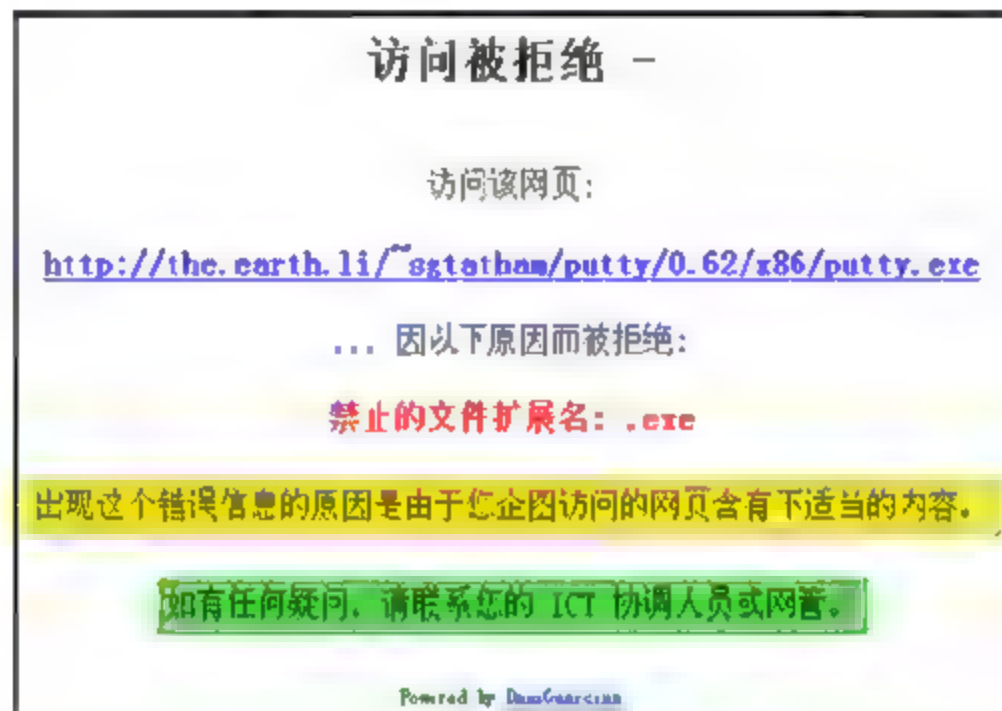 访问被拒绝 -
访问该网页:
http://the.earth.li/~sgtatham/putty/0.62/x86/putty.exe
... 因以下原因而被拒绝:
禁止的文件扩展名: .exe
出现这个错误信息的原因是由于您企图访问的网页含有不适当的内容。
如有任何疑问, 请联系您的 ICT 协调人员或网管。
Powered by DansGuardian